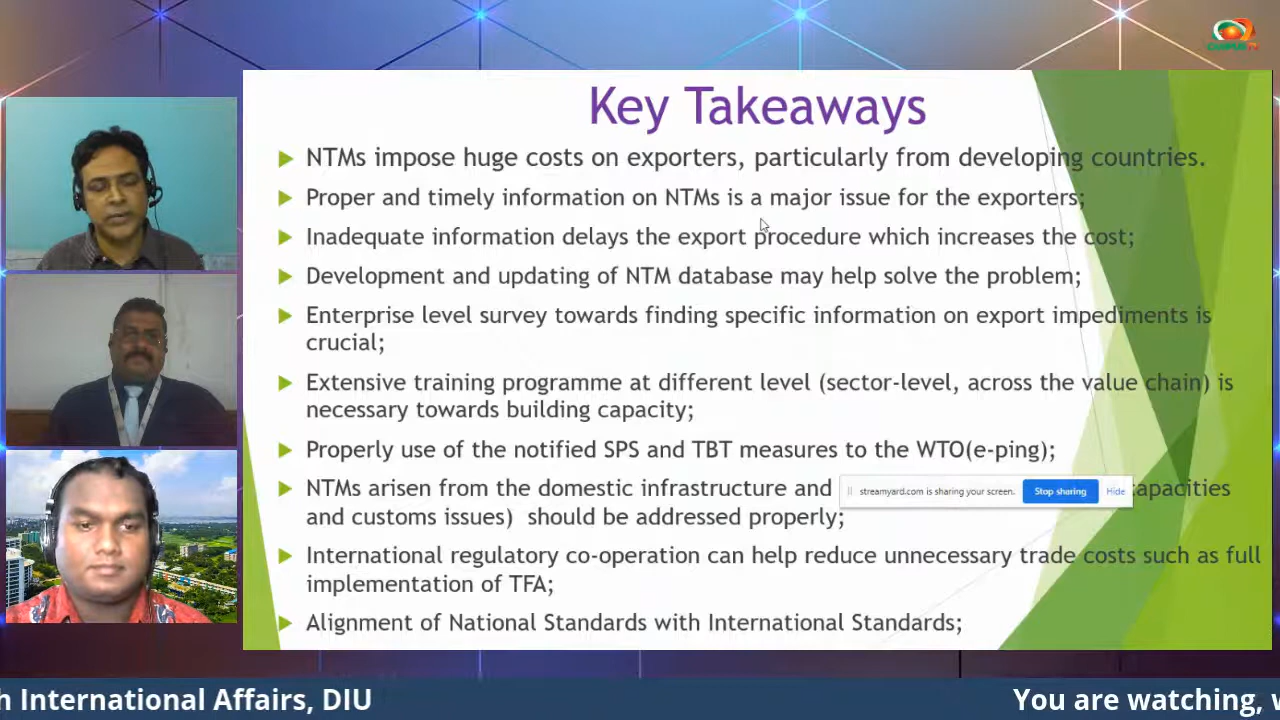 CAMPUS TV
Key Takeaways
NTMs impose huge costs on exporters, particularly from developing countries.
Proper and timely information on NTMs is a major issue for the exporters;
Inadequate information delays the export procedure which increases the cost;
Development and updating of NTM database may help solve the problem;
Enterprise level survey towards finding specific information on export impediments is
crucial;
Extensive training programme at different level (sector-level, across the value chain) is
necessary towards building capacity;
Properly use of the notified SPS and TBT measures to the WTO(e-ping);
NTMs arisen from the domestic infrastructure and
streamyard.com is sharing your screen. Stop sharing Hide
apacities
and customs issues) should be addressed properly;
International regulatory co-operation can help reduce unnecessary trade costs such as full
implementation of TFA;
Alignment of National Standards with International Standards;
h International Affairs, DIU
You are watching, w